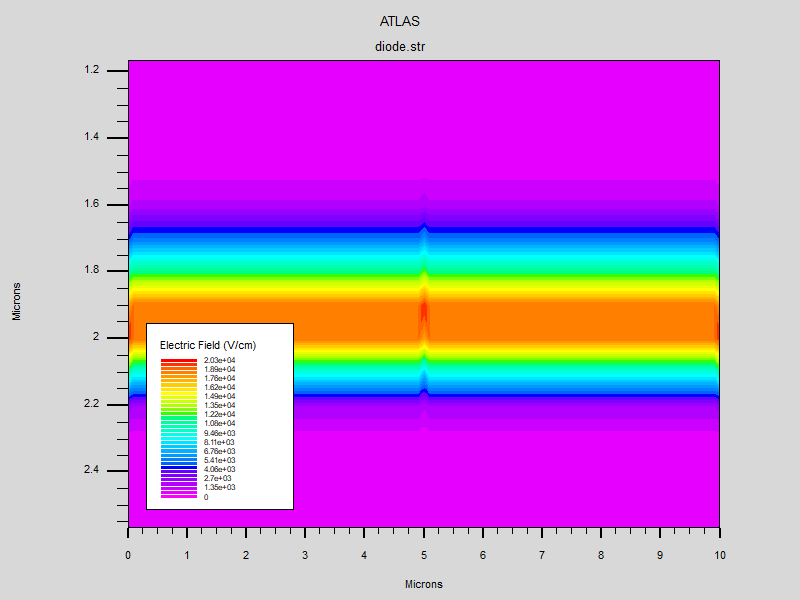 ATLAS
diode.str
1.2
1.4
1.6
1.8
2
2.2
2.4
Microns
Electric Field (V/cm)
2.03e+04
1.89e+04
1.76e+04
1.62e+04
1.49e+04
1.35e+04
1.22e+04
1.08e+04
9.46e+03
8.11e+03
6.76e+03
5.41e+03
4.06e+03
2.7e+03
1.35e+03
0
0 1 2 3 4 5 6 7 8 9 10
Microns